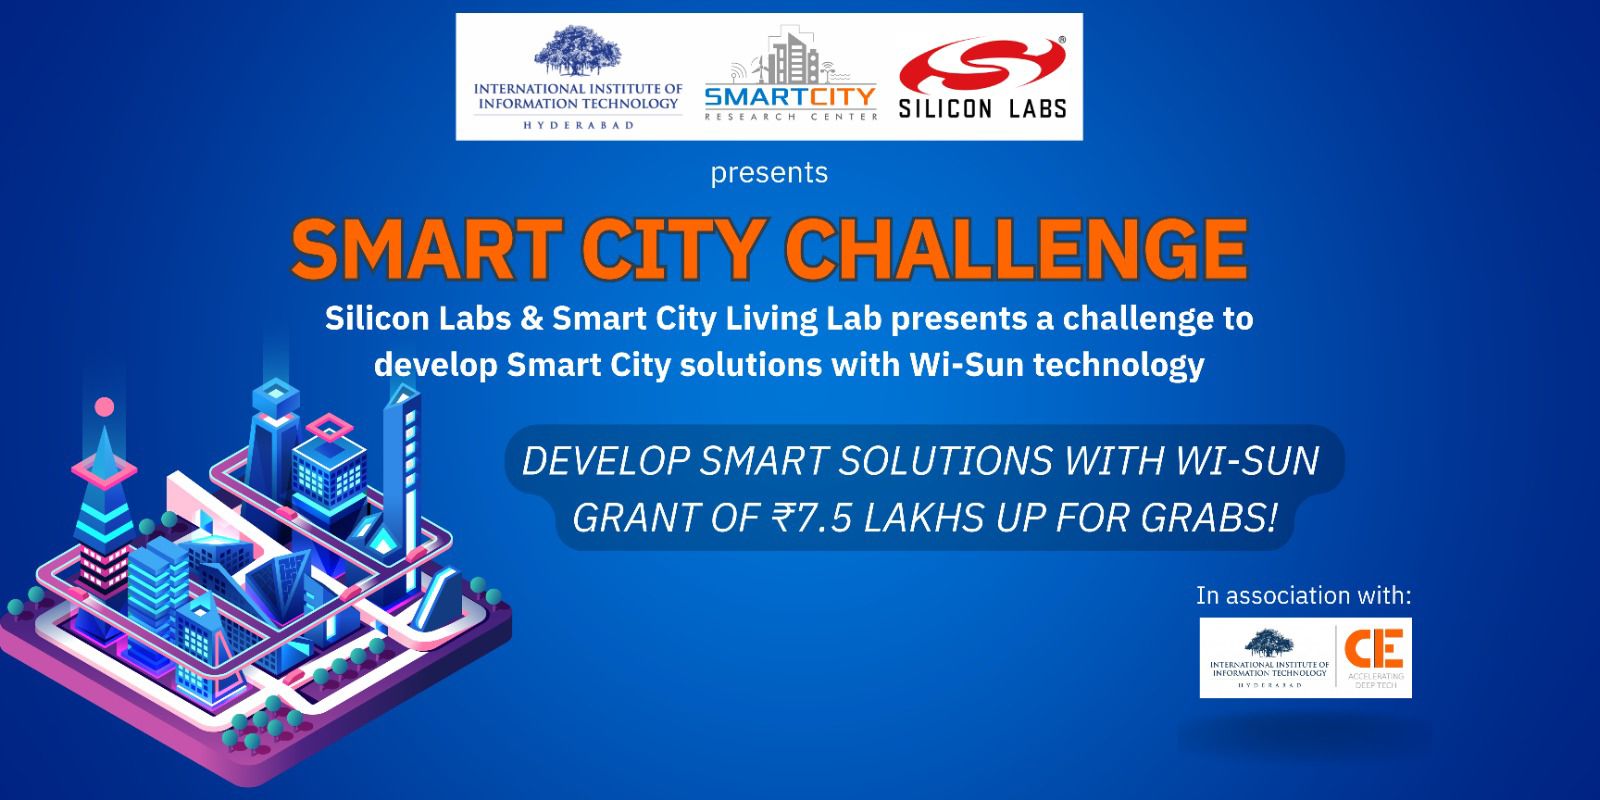 INTERNATIONAL INSTITUTE OF
INFORMATION TECHNOLOGY
HYDERABAD
SMARTCITY
RESEARCH CENTER
SILICON LABS
®
presents
SMART CITY CHALLENGE
Silicon Labs & Smart City Living Lab presents a challenge to
develop Smart City solutions with Wi-Sun technology
DEVELOP SMART SOLUTIONS WITH WI-SUN
GRANT OF ₹7.5 LAKHS UP FOR GRABS!
In association with:
INTERNATIONAL INSTITUTE OF
INFORMATION TECHNOLOGY
HYDERABAD
CIE
ACCELERATING
DEEP TECH